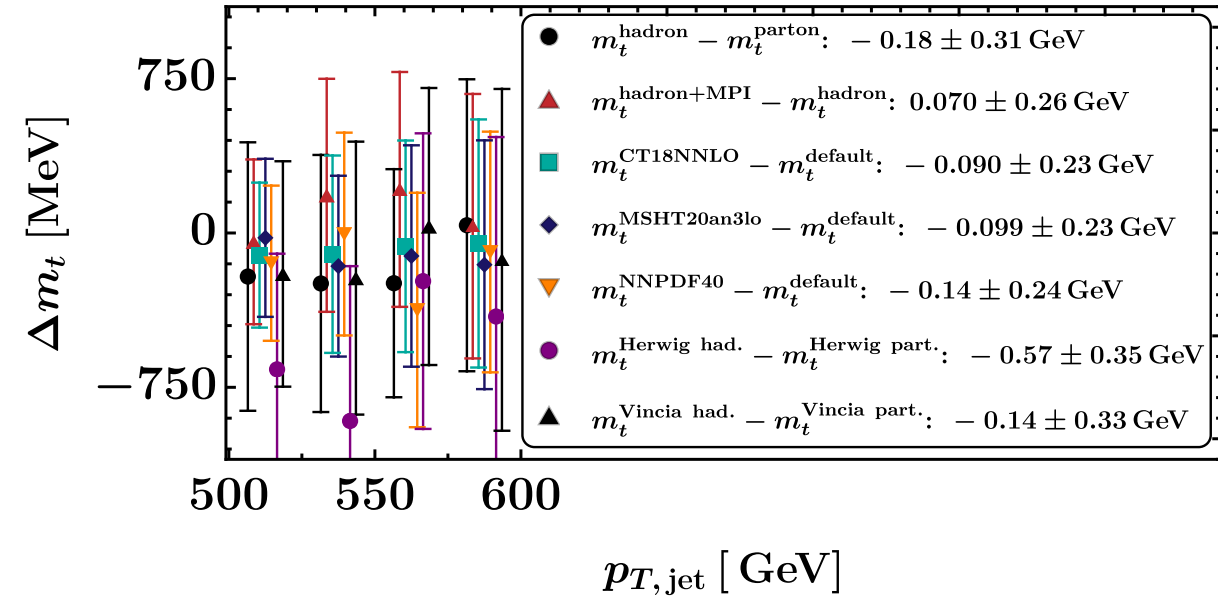 m_t^hadron − m_t^parton: − 0.18 ± 0.31 GeV
m_t^hadron+MPI − m_t^hadron: 0.070 ± 0.26 GeV
m_t^CT18NNLO − m_t^default: − 0.090 ± 0.23 GeV
m_t^MSHT20an3lo − m_t^default: − 0.099 ± 0.23 GeV
m_t^NNPDF40 − m_t^default: − 0.14 ± 0.24 GeV
m_t^Herwig had. − m_t^Herwig part.: − 0.57 ± 0.35 GeV
m_t^Vincia had. − m_t^Vincia part.: − 0.14 ± 0.33 GeV
750
0
−750
Δm_t [MeV]
500 550 600
p_T,jet [ GeV]